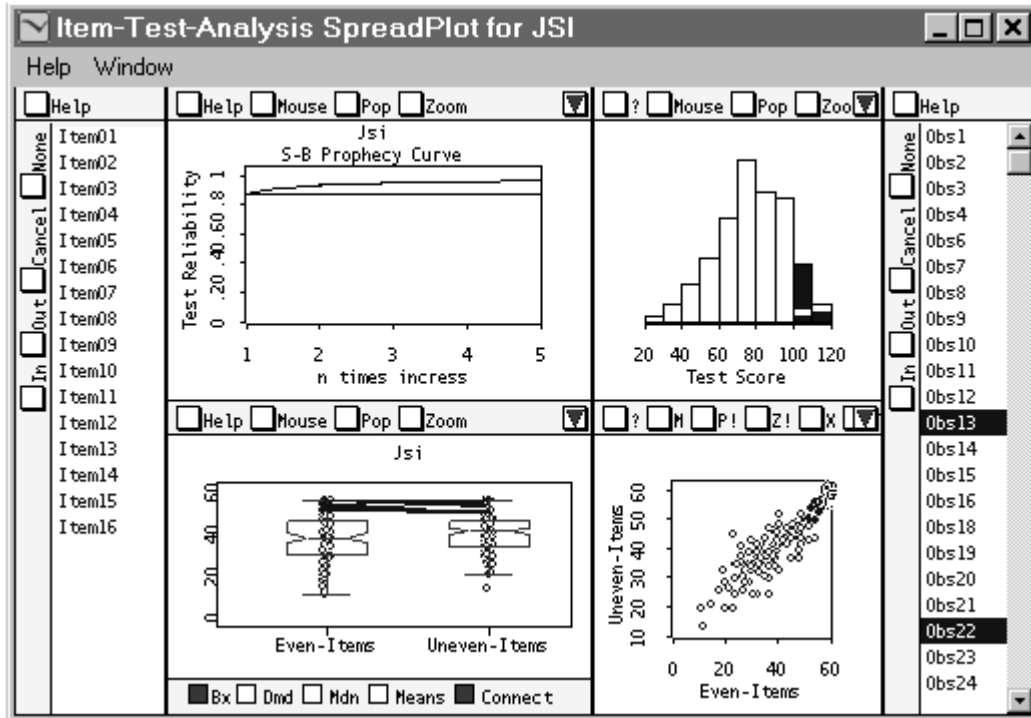 Item-Test-Analysis SpreadPlot for JSI
Help Window
Help
None
Cancel
Out
In
Item01
Item02
Item03
Item04
Item05
Item06
Item07
Item08
Item09
Item10
Item11
Item12
Item13
Item14
Item15
Item16
Help Mouse Pop Zoom
Jsi
S-B Prophecy Curve
Test Reliability
0 .20 .40 .60 .8 1
1 2 3 4 5
n times incress
? Mouse Pop Zoo
20 40 60 80 100 120
Test Score
Help Mouse Pop Zoom
Jsi
60
40
20
0
Even-Items Uneven-Items
Bx Dmd Mdn Means Connect
? M P! Z! X
Uneven-Items
10 20 30 40 50 60
0 20 40 60
Even-Items
Help
None
Cancel
Out
In
Obs1
Obs2
Obs3
Obs4
Obs6
Obs7
Obs8
Obs9
Obs10
Obs11
Obs12
Obs13
Obs14
Obs15
Obs16
Obs18
Obs19
Obs20
Obs21
Obs22
Obs23
Obs24